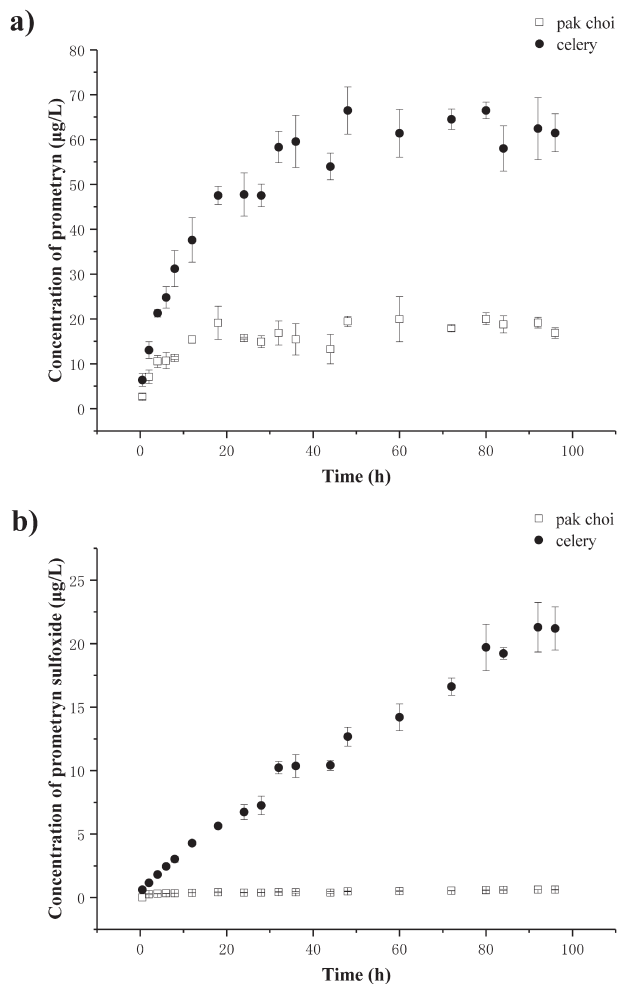 a)
pak choi
celery
Concentration of prometryn (μg/L)
80
70
60
50
40
30
20
10
0
0 20 40 60 80 100
Time (h)
b)
pak choi
celery
Concentration of prometryn sulfoxide (μg/L)
25
20
15
10
5
0
0 20 40 60 80 100
Time (h)